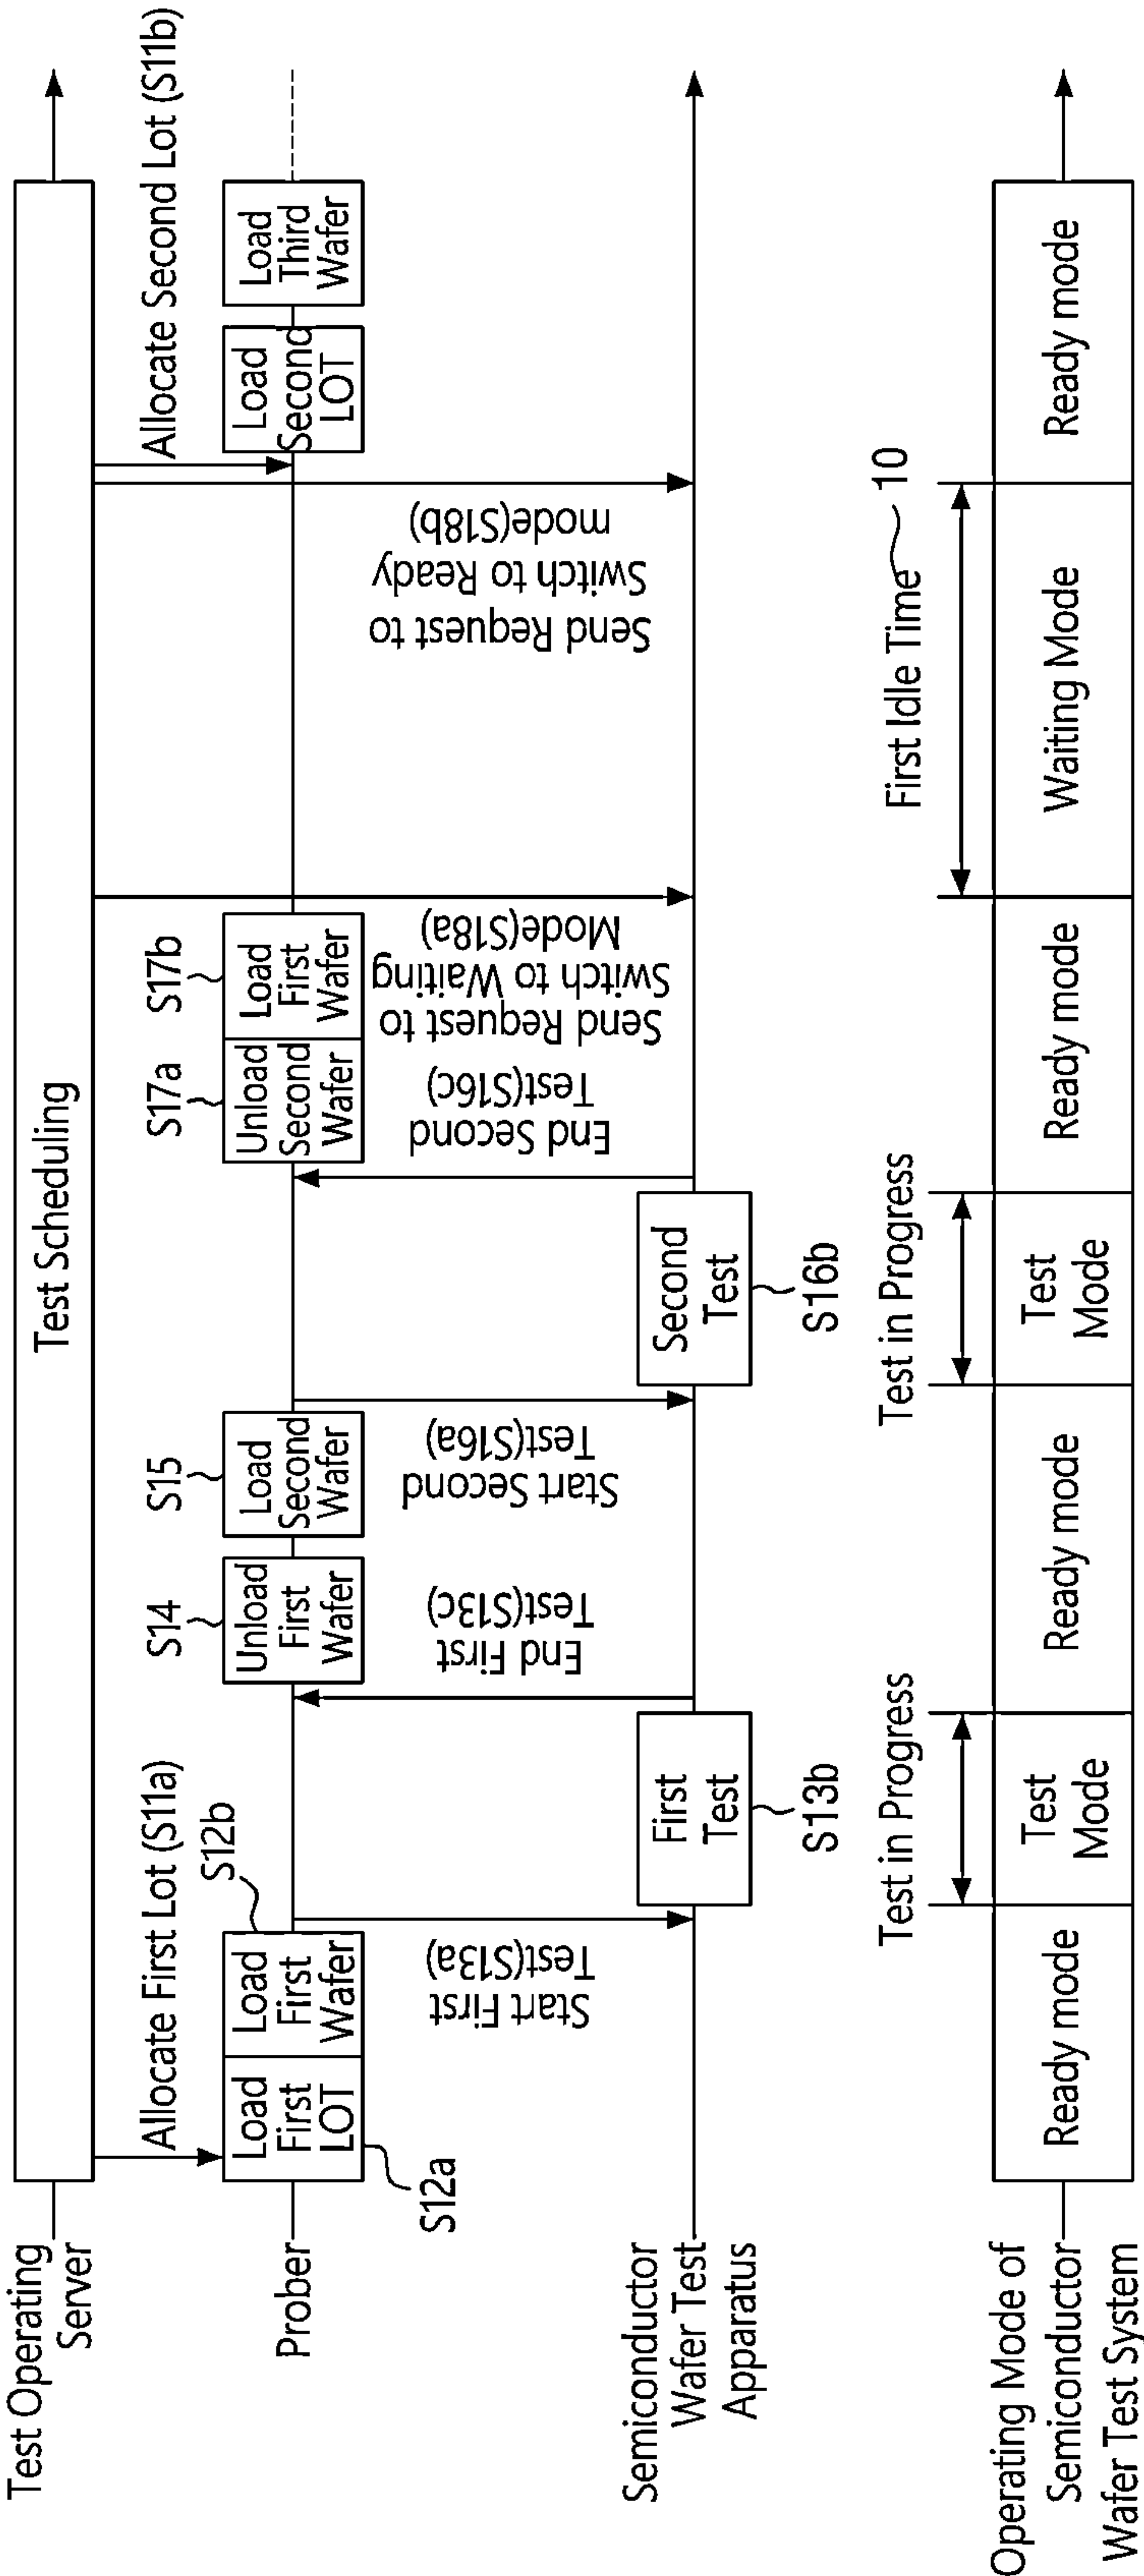 Test Operating
Server
Test Scheduling
Allocate First Lot (S11a)
Allocate Second Lot (S11b)
S12b
S14
S15
S17a
S17b
Prober
Load
First
LOT
Load
First
Wafer
Unload
First
Wafer
Load
Second
Wafer
Unload
Second
Wafer
Load
First
Wafer
Load
Second
LOT
Load
Third
Wafer
S12a
Start First
Test(S13a)
End First
Test(S13c)
Start Second
Test(S16a)
End Second
Test(S16c)
Send Request to
Switch to Waiting
Mode(S18a)
Send Request to
Switch to Ready
mode(S18b)
Semiconductor
Wafer Test
Apparatus
First
Test
Second
Test
S13b
S16b
Test in Progress
Test in Progress
First Idle Time
10
Operating Mode of
Semiconductor
Wafer Test System
Ready mode
Test
Mode
Ready mode
Test
Mode
Ready mode
Waiting Mode
Ready mode